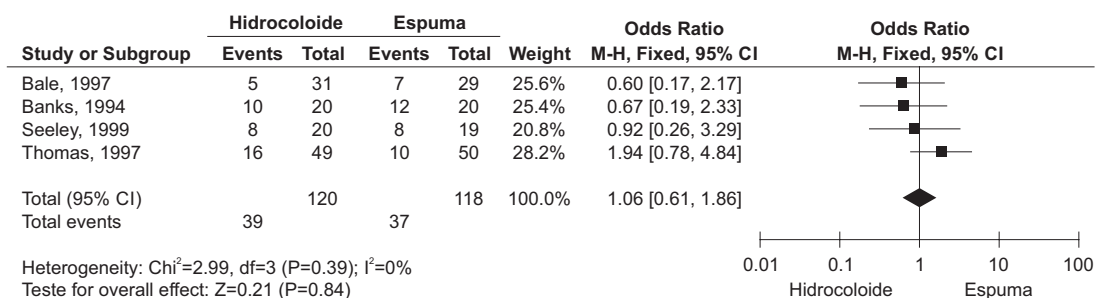 Hidrocoloide Espuma Odds Ratio Odds Ratio
Study or Subgroup Events Total Events Total Weight M-H, Fixed, 95% CI M-H, Fixed, 95% CI
Bale, 1997 5 31 7 29 25.6% 0.60 [0.17, 2.17]
Banks, 1994 10 20 12 20 25.4% 0.67 [0.19, 2.33]
Seeley, 1999 8 20 8 19 20.8% 0.92 [0.26, 3.29]
Thomas, 1997 16 49 10 50 28.2% 1.94 [0.78, 4.84]
Total (95% CI) 120 118 100.0% 1.06 [0.61, 1.86]
Total events 39 37
Heterogeneity: Chi²=2.99, df=3 (P=0.39); I²=0%
Teste for overall effect: Z=0.21 (P=0.84)
0.01 0.1 1 10 100
Hidrocoloide Espuma